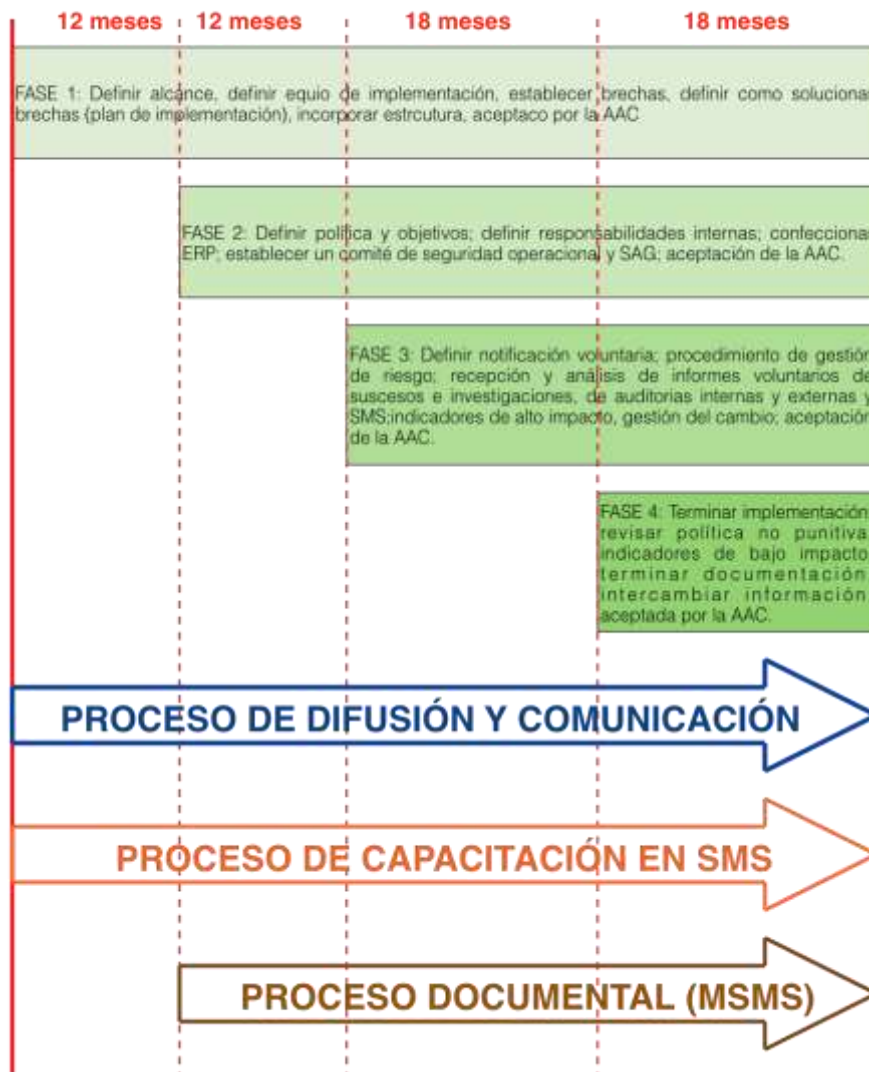 12 meses 12 meses 18 meses 18 meses
FASE 1: Definir alcance, definir equio de implementación, establecer brechas, definir como soluciona
brechas (plan de implementación), incorporar estrcutura, aceptaco por la AAC
FASE 2: Definir política y objetivos; definir responsabilidades internas; confecciona
ERP; establecer un comité de seguridad operacional y SAG; aceptación de la AAC.
FASE 3: Definir notificación voluntaria; procedimiento de gestión
de riesgo; recepción y análisis de informes voluntarios de
suscesos e investigaciones, de auditorias internas y externas y
SMS;indicadores de alto impacto, gestión del cambio; aceptación
de la AAC.
FASE 4: Terminar implementación
revisar política no punitiva
indicadores de bajo impacto
terminar documentación
intercambiar información
aceptada por la AAC.
PROCESO DE DIFUSIÓN Y COMUNICACIÓN
PROCESO DE CAPACITACIÓN EN SMS
PROCESO DOCUMENTAL (MSMS)